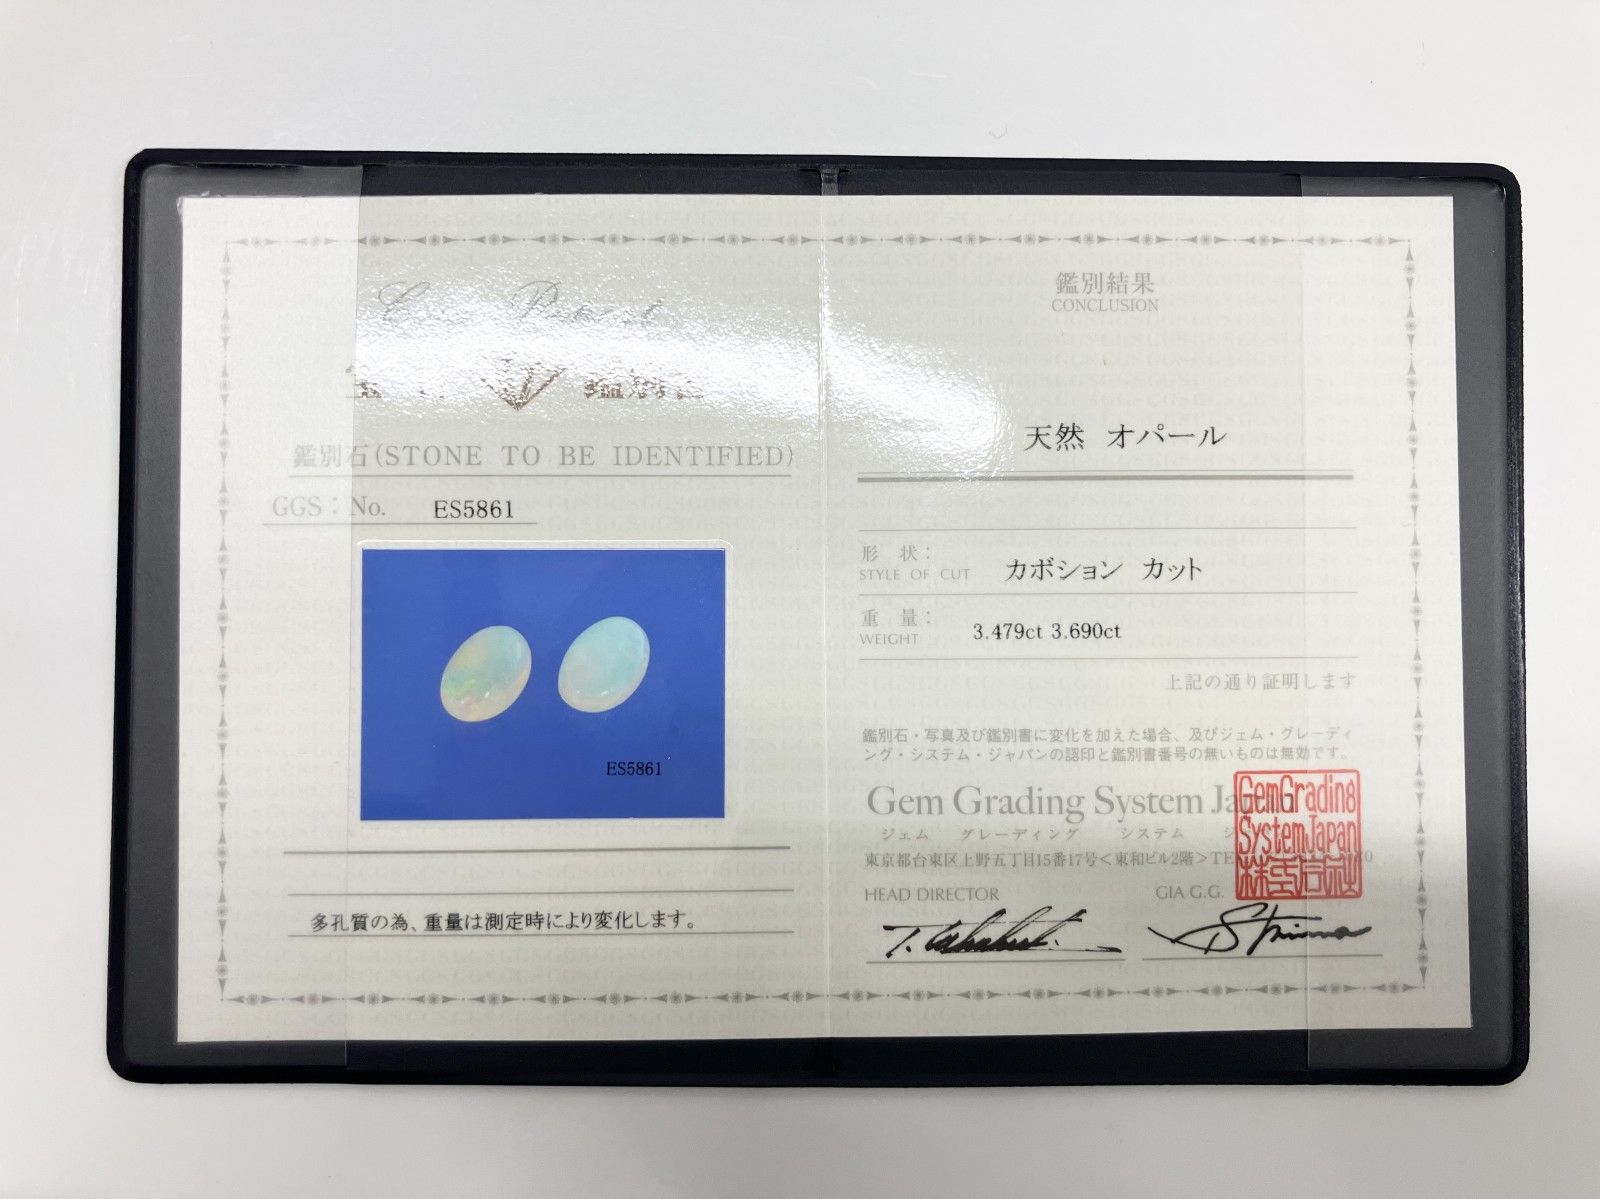 鑑別石(STONE TO BE IDENTIFIED)
GGS : No. ES5861
ES5861
多孔質の為、重量は測定時により変化します。
鑑別結果
CONCLUSION
天然 オパール
形 状:
STYLE OF CUT カボション カット
重 量:
WEIGHT 3.479ct 3.690ct
上記の通り証明します
鑑別石・写真及び鑑別書に変化を加えた場合、及びジェム・グレーディ
ング・システム・ジャパンの認印と鑑別書番号の無いものは無効です。
Gem Grading System
ジェム グレーディング システム
東京都台東区上野五丁目15番17号<東和ビル2階>
HEAD DIRECTOR GIA G.G.
GemGrading
SystemJapan